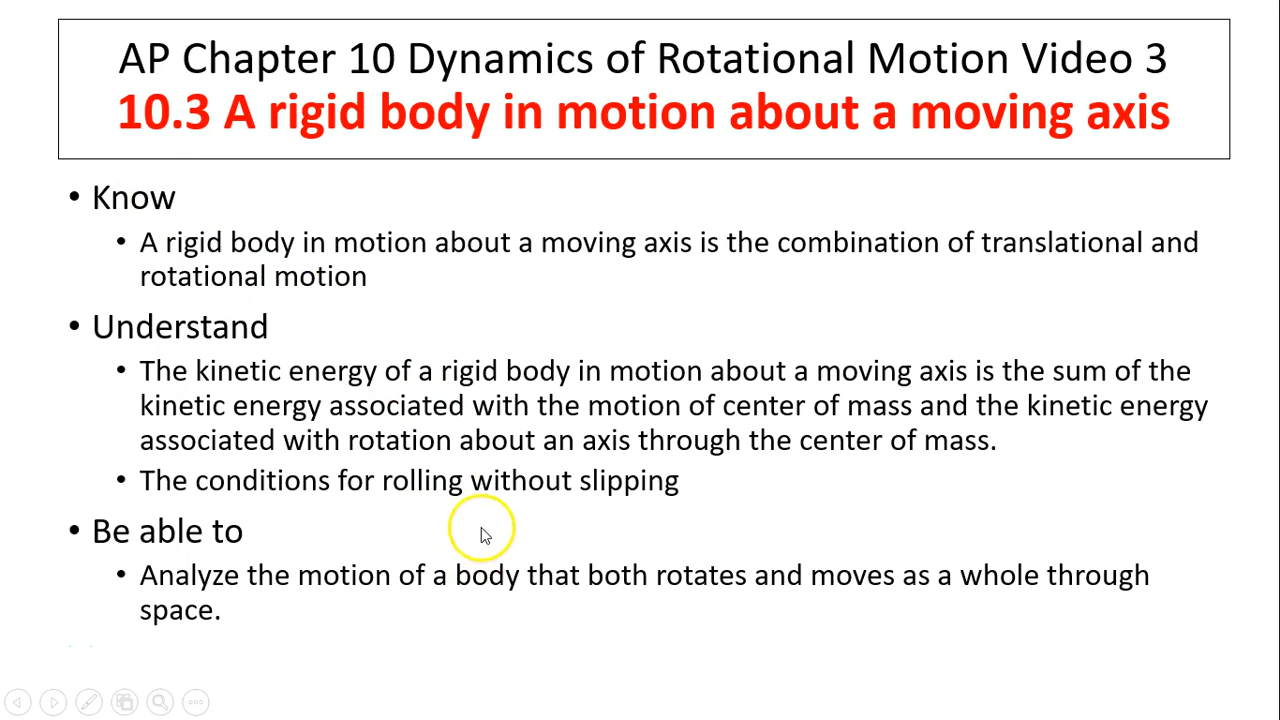 AP Chapter 10 Dynamics of Rotational Motion Video 3
10.3 A rigid body in motion about a moving axis
• Know
• A rigid body in motion about a moving axis is the combination of translational and
rotational motion
• Understand
• The kinetic energy of a rigid body in motion about a moving axis is the sum of the
kinetic energy associated with the motion of center of mass and the kinetic energy
associated with rotation about an axis through the center of mass.
• The conditions for rolling without slipping
• Be able to
• Analyze the motion of a body that both rotates and moves as a whole through
space.